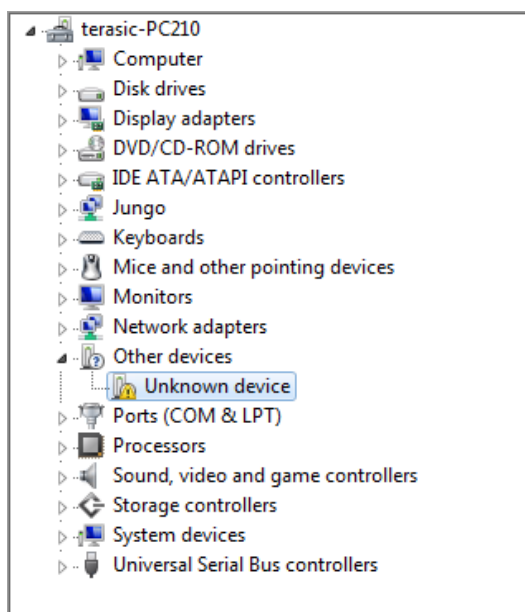 terasic-PC210
Computer
Disk drives
Display adapters
DVD/CD-ROM drives
IDE ATA/ATAPI controllers
Jungo
Keyboards
Mice and other pointing devices
Monitors
Network adapters
Other devices
Unknown device
Ports (COM & LPT)
Processors
Sound, video and game controllers
Storage controllers
System devices
Universal Serial Bus controllers